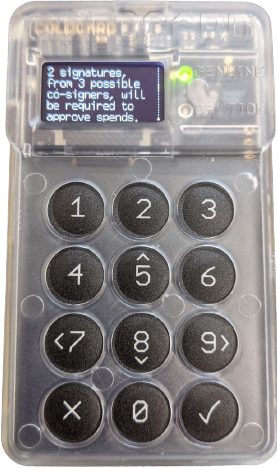 COLDCARD
2 signatures,
from 3 possible
co-signers, will
be required to
approve spends.
GENUINE
CAUTION
1 2 3
4 5 6
<7 8 9>
× 0 ✓